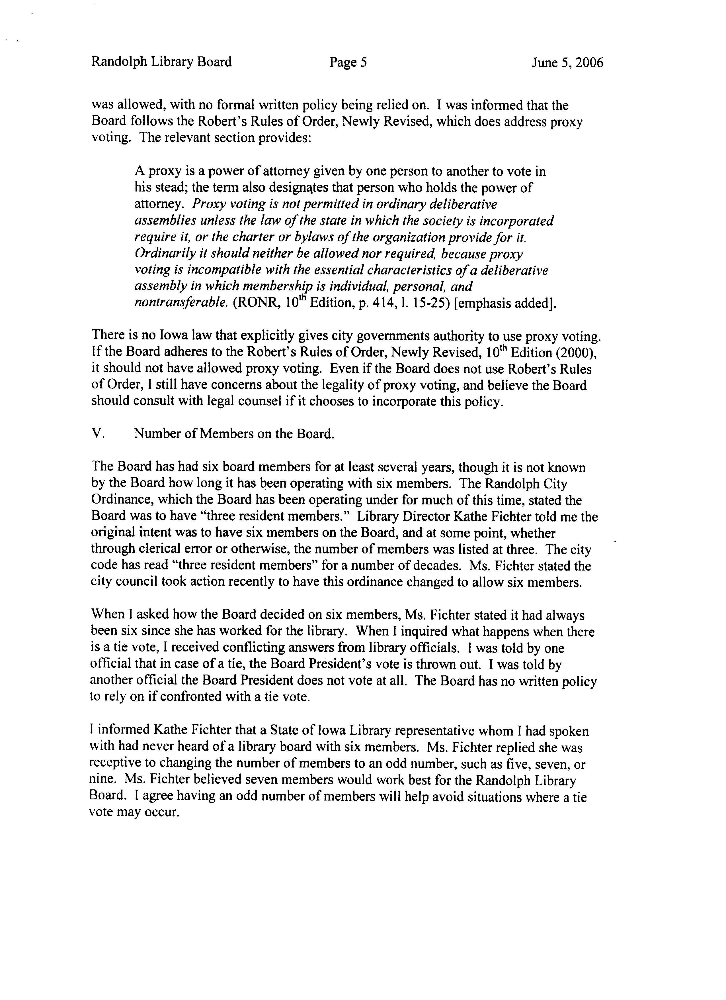 Randolph Library Board Page 5 June 5, 2006
was allowed, with no formal written policy being relied on. I was informed that the
Board follows the Robert's Rules of Order, Newly Revised, which does address proxy
voting. The relevant section provides:
A proxy is a power of attorney given by one person to another to vote in
his stead; the term also designates that person who holds the power of
attorney. Proxy voting is not permitted in ordinary deliberative
assemblies unless the law of the state in which the society is incorporated
require it, or the charter or bylaws of the organization provide for it.
Ordinarily it should neither be allowed nor required, because proxy
voting is incompatible with the essential characteristics of a deliberative
assembly in which membership is individual, personal, and
nontransferable. (RONR, 10th Edition, p. 414, l. 15-25) [emphasis added].
There is no Iowa law that explicitly gives city governments authority to use proxy voting.
If the Board adheres to the Robert's Rules of Order, Newly Revised, 10th Edition (2000),
it should not have allowed proxy voting. Even if the Board does not use Robert's Rules
of Order, I still have concerns about the legality of proxy voting, and believe the Board
should consult with legal counsel if it chooses to incorporate this policy.
V. Number of Members on the Board.
The Board has had six board members for at least several years, though it is not known
by the Board how long it has been operating with six members. The Randolph City
Ordinance, which the Board has been operating under for much of this time, stated the
Board was to have "three resident members." Library Director Kathe Fichter told me the
original intent was to have six members on the Board, and at some point, whether
through clerical error or otherwise, the number of members was listed at three. The city
code has read "three resident members" for a number of decades. Ms. Fichter stated the
city council took action recently to have this ordinance changed to allow six members.
When I asked how the Board decided on six members, Ms. Fichter stated it had always
been six since she has worked for the library. When I inquired what happens when there
is a tie vote, I received conflicting answers from library officials. I was told by one
official that in case of a tie, the Board President's vote is thrown out. I was told by
another official the Board President does not vote at all. The Board has no written policy
to rely on if confronted with a tie vote.
I informed Kathe Fichter that a State of Iowa Library representative whom I had spoken
with had never heard of a library board with six members. Ms. Fichter replied she was
receptive to changing the number of members to an odd number, such as five, seven, or
nine. Ms. Fichter believed seven members would work best for the Randolph Library
Board. I agree having an odd number of members will help avoid situations where a tie
vote may occur.